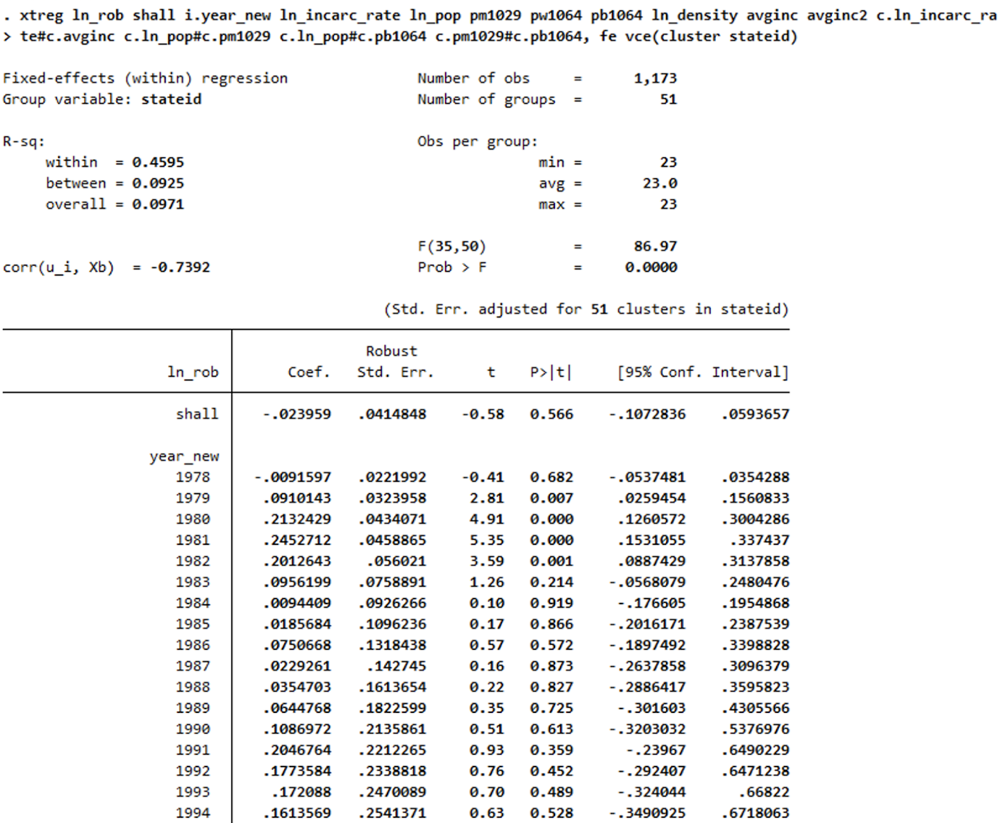 . xtreg ln_rob shall i.year_new ln_incarc_rate ln_pop pm1029 pw1064 pb1064 ln_density avginc avginc2 c.ln_incarc_ra
> te#c.avginc c.ln_pop#c.pm1029 c.ln_pop#c.pb1064 c.pm1029#c.pb1064, fe vce(cluster stateid)
Fixed-effects (within) regression Number of obs = 1,173
Group variable: stateid Number of groups = 51
R-sq: Obs per group:
within = 0.4595 min = 23
between = 0.0925 avg = 23.0
overall = 0.0971 max = 23
F(35,50) = 86.97
corr(u_i, Xb) = -0.7392 Prob > F = 0.0000
(Std. Err. adjusted for 51 clusters in stateid)
Robust
ln_rob Coef. Std. Err. t P>|t| [95% Conf. Interval]
shall -.023959 .0414848 -0.58 0.566 -.1072836 .0593657
year_new
1978 -.0091597 .0221992 -0.41 0.682 -.0537481 .0354288
1979 .0910143 .0323958 2.81 0.007 .0259454 .1560833
1980 .2132429 .0434071 4.91 0.000 .1260572 .3004286
1981 .2452712 .0458865 5.35 0.000 .1531055 .337437
1982 .2012643 .056021 3.59 0.001 .0887429 .3137858
1983 .0956199 .0758891 1.26 0.214 -.0568079 .2480476
1984 .0094409 .0926266 0.10 0.919 -.176605 .1954868
1985 .0185684 .1096236 0.17 0.866 -.2016171 .2387539
1986 .0750668 .1318438 0.57 0.572 -.1897492 .3398828
1987 .0229261 .142745 0.16 0.873 -.2637858 .3096379
1988 .0354703 .1613654 0.22 0.827 -.2886417 .3595823
1989 .0644768 .1822599 0.35 0.725 -.301603 .4305566
1990 .1086972 .2135861 0.51 0.613 -.3203032 .5376976
1991 .2046764 .2212265 0.93 0.359 -.23967 .6490229
1992 .1773584 .2338818 0.76 0.452 -.292407 .6471238
1993 .172088 .2470089 0.70 0.489 -.324044 .66822
1994 .1613569 .2541371 0.63 0.528 -.3490925 .6718063